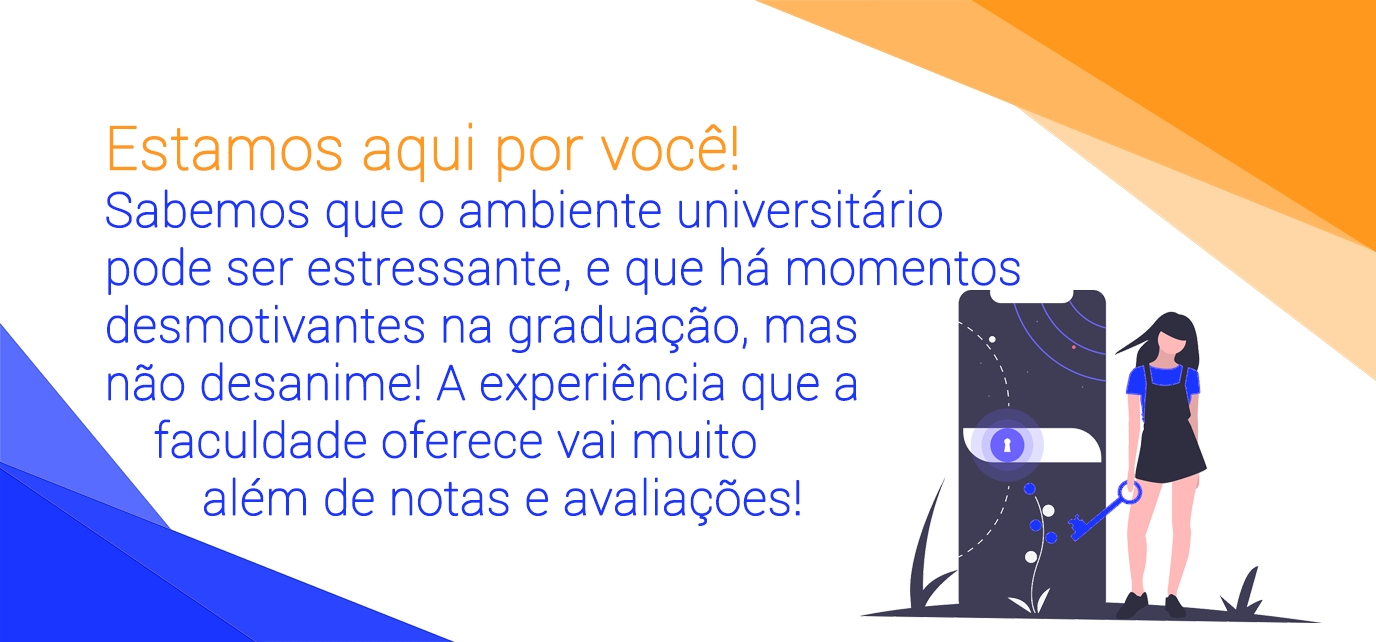 Estamos aqui por você!
Sabemos que o ambiente universitário
pode ser estressante, e que há momentos
desmotivantes na graduação, mas
não desanime! A experiência que a
faculdade oferece vai muito
além de notas e avaliações!